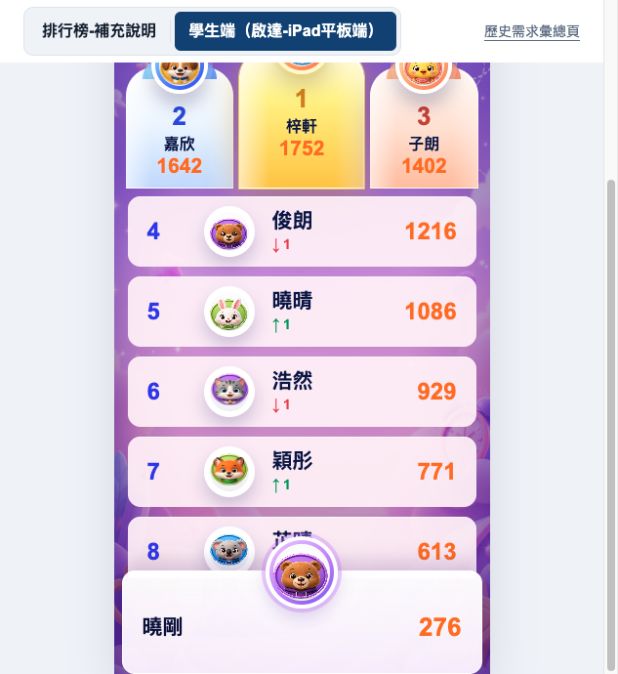 排行榜-補充說明
學生端（啟達-iPad平板端）
歷史需求彙總頁
2
嘉欣
1642
1
梓軒
1752
3
子朗
1402
4
俊朗
↓1
1216
5
曉晴
↑1
1086
6
浩然
↓1
929
7
穎彤
↑1
771
8
613
曉剛
276